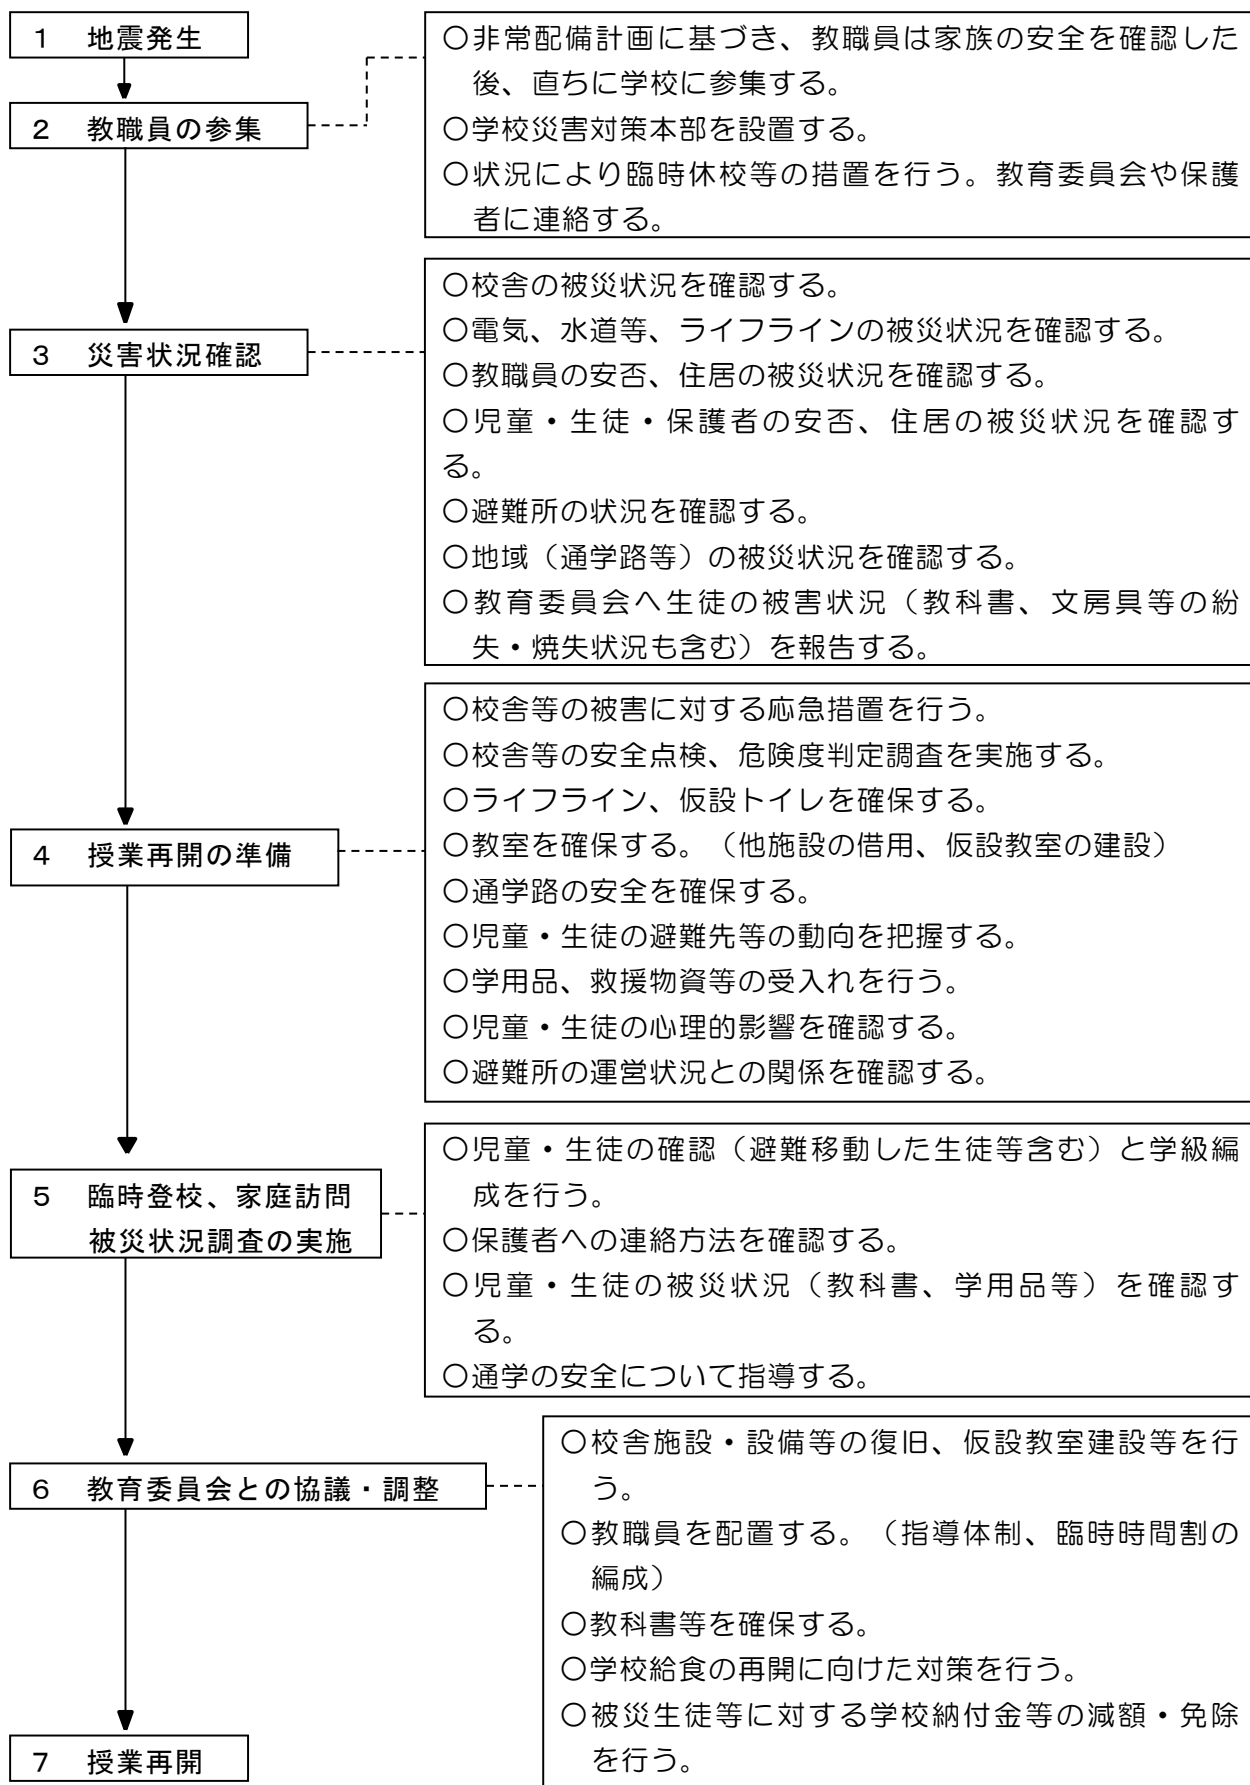 1　地震発生
○非常配備計画に基づき、教職員は家族の安全を確認した
後、直ちに学校に参集する。
○学校災害対策本部を設置する。
○状況により臨時休校等の措置を行う。教育委員会や保護
者に連絡する。
2　教職員の参集
○校舎の被災状況を確認する。
○電気、水道等、ライフラインの被災状況を確認する。
○教職員の安否、住居の被災状況を確認する。
○児童・生徒・保護者の安否、住居の被災状況を確認す
る。
○避難所の状況を確認する。
○地域（通学路等）の被災状況を確認する。
○教育委員会へ生徒の被害状況（教科書、文房具等の紛
失・焼失状況も含む）を報告する。
3　災害状況確認
○校舎等の被害に対する応急措置を行う。
○校舎等の安全点検、危険度判定調査を実施する。
○ライフライン、仮設トイレを確保する。
○教室を確保する。（他施設の借用、仮設教室の建設）
○通学路の安全を確保する。
○児童・生徒の避難先等の動向を把握する。
○学用品、救援物資等の受入れを行う。
○児童・生徒の心理的影響を確認する。
○避難所の運営状況との関係を確認する。
4　授業再開の準備
○児童・生徒の確認（避難移動した生徒等含む）と学級編
成を行う。
○保護者への連絡方法を確認する。
○児童・生徒の被災状況（教科書、学用品等）を確認す
る。
○通学の安全について指導する。
5　臨時登校、家庭訪問
被災状況調査の実施
○校舎施設・設備等の復旧、仮設教室建設等を行
う。
○教職員を配置する。（指導体制、臨時時間割の
編成）
○教科書等を確保する。
○学校給食の再開に向けた対策を行う。
○被災生徒等に対する学校納付金等の減額・免除
を行う。
6　教育委員会との協議・調整
7　授業再開